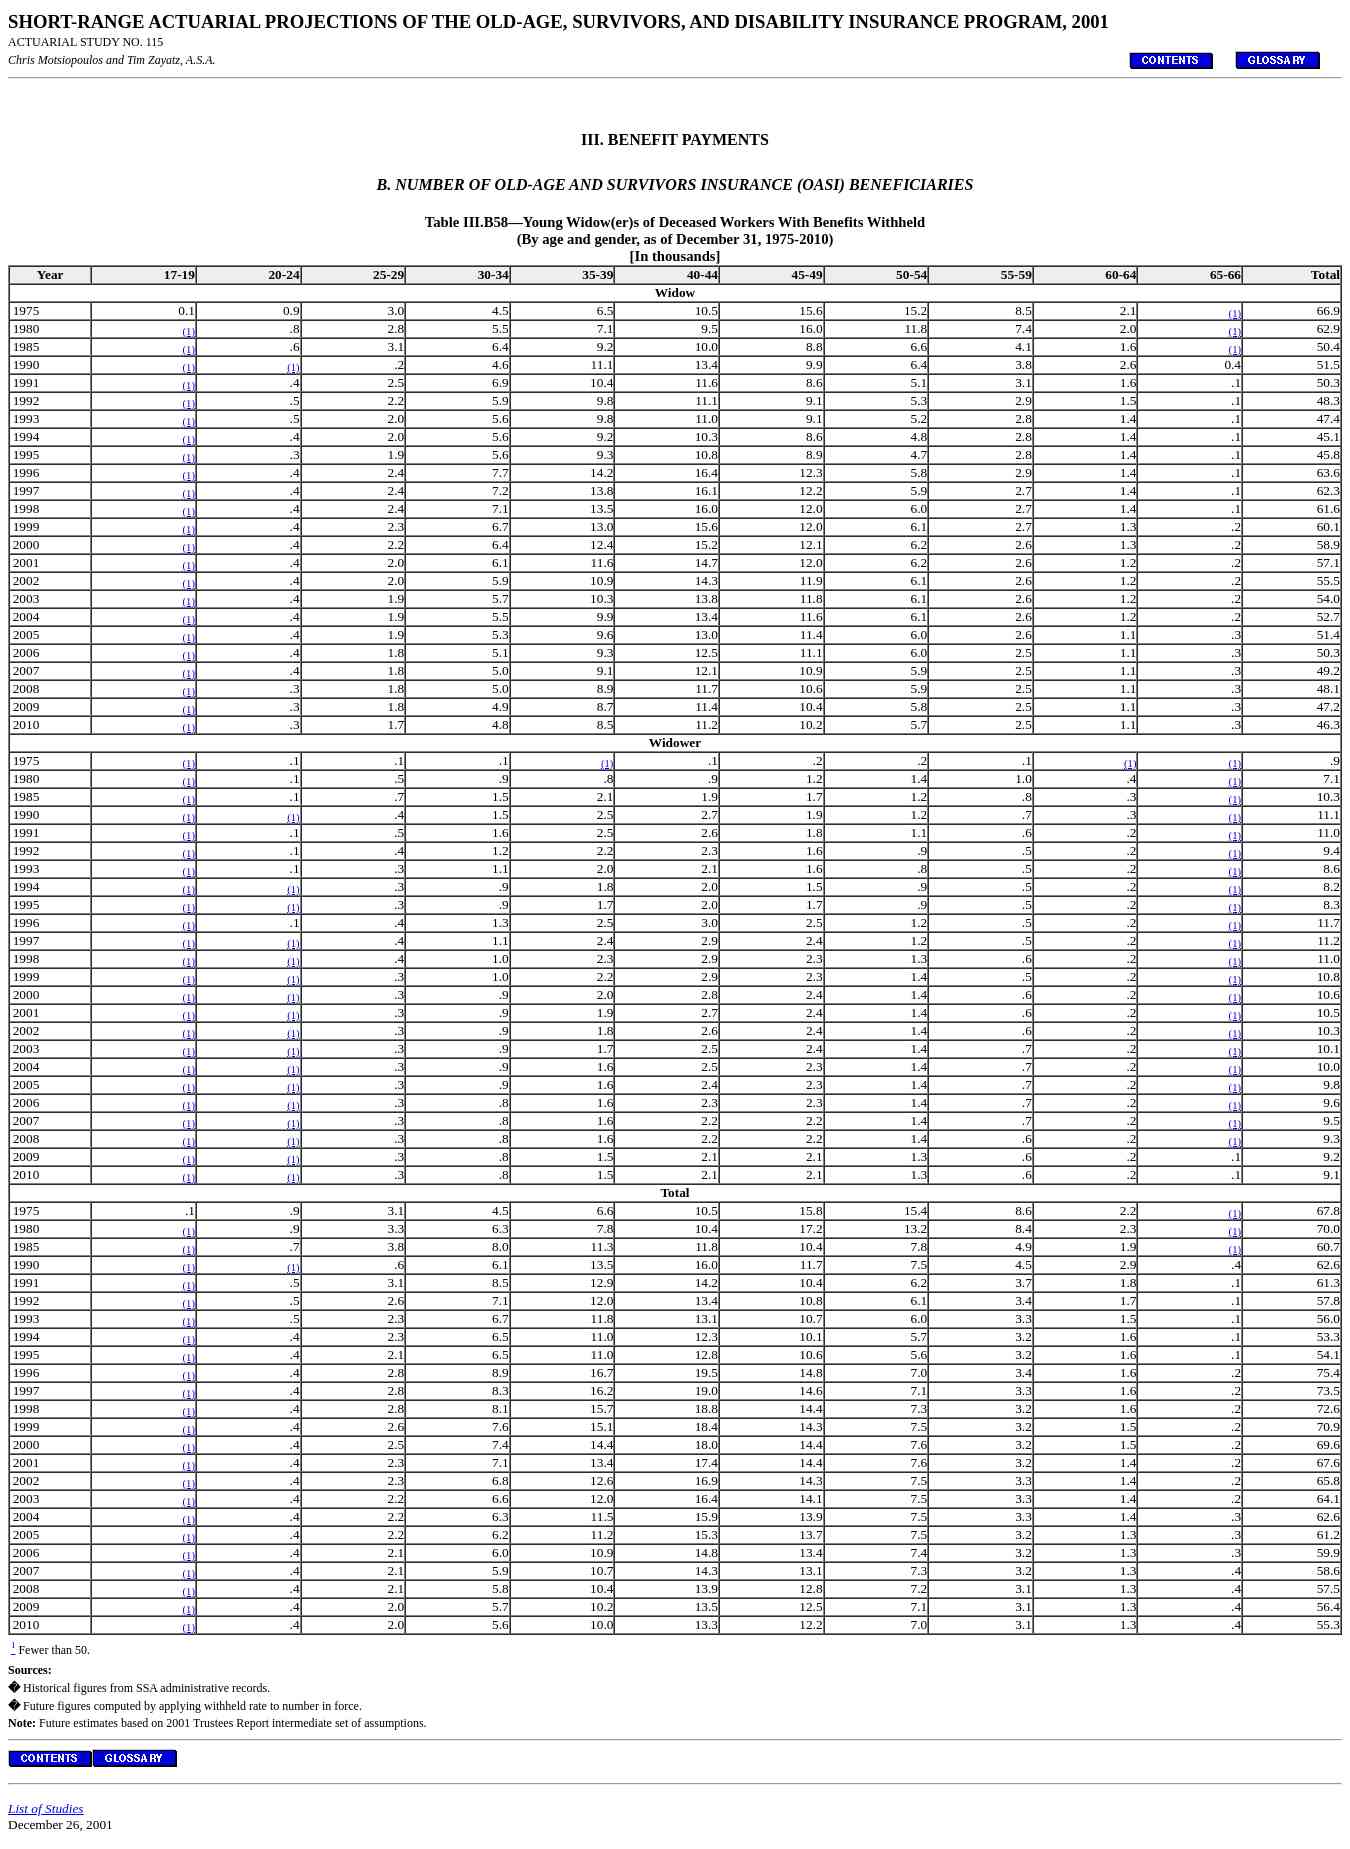 SHORT-RANGE ACTUARIAL PROJECTIONS OF THE OLD-AGE, SURVIVORS, AND DISABILITY INSURANCE PROGRAM, 2001
ACTUARIAL STUDY NO. 115
Chris Motsiopoulos and Tim Zayatz, A.S.A. CONTENTS GLOSSARY
III. BENEFIT PAYMENTS
B. NUMBER OF OLD-AGE AND SURVIVORS INSURANCE (OASI) BENEFICIARIES
Table III.B58—Young Widow(er)s of Deceased Workers With Benefits Withheld
(By age and gender, as of December 31, 1975-2010)
[In thousands]
Year 17-19 20-24 25-29 30-34 35-39 40-44 45-49 50-54 55-59 60-64 65-66 Total
Widow
1975 0.1 0.9 3.0 4.5 6.5 10.5 15.6 15.2 8.5 2.1 (1) 66.9
1980 (1) .8 2.8 5.5 7.1 9.5 16.0 11.8 7.4 2.0 (1) 62.9
1985 (1) .6 3.1 6.4 9.2 10.0 8.8 6.6 4.1 1.6 (1) 50.4
1990 (1) (1) .2 4.6 11.1 13.4 9.9 6.4 3.8 2.6 0.4 51.5
1991 (1) .4 2.5 6.9 10.4 11.6 8.6 5.1 3.1 1.6 .1 50.3
1992 (1) .5 2.2 5.9 9.8 11.1 9.1 5.3 2.9 1.5 .1 48.3
1993 (1) .5 2.0 5.6 9.8 11.0 9.1 5.2 2.8 1.4 .1 47.4
1994 (1) .4 2.0 5.6 9.2 10.3 8.6 4.8 2.8 1.4 .1 45.1
1995 (1) .3 1.9 5.6 9.3 10.8 8.9 4.7 2.8 1.4 .1 45.8
1996 (1) .4 2.4 7.7 14.2 16.4 12.3 5.8 2.9 1.4 .1 63.6
1997 (1) .4 2.4 7.2 13.8 16.1 12.2 5.9 2.7 1.4 .1 62.3
1998 (1) .4 2.4 7.1 13.5 16.0 12.0 6.0 2.7 1.4 .1 61.6
1999 (1) .4 2.3 6.7 13.0 15.6 12.0 6.1 2.7 1.3 .2 60.1
2000 (1) .4 2.2 6.4 12.4 15.2 12.1 6.2 2.6 1.3 .2 58.9
2001 (1) .4 2.0 6.1 11.6 14.7 12.0 6.2 2.6 1.2 .2 57.1
2002 (1) .4 2.0 5.9 10.9 14.3 11.9 6.1 2.6 1.2 .2 55.5
2003 (1) .4 1.9 5.7 10.3 13.8 11.8 6.1 2.6 1.2 .2 54.0
2004 (1) .4 1.9 5.5 9.9 13.4 11.6 6.1 2.6 1.2 .2 52.7
2005 (1) .4 1.9 5.3 9.6 13.0 11.4 6.0 2.6 1.1 .3 51.4
2006 (1) .4 1.8 5.1 9.3 12.5 11.1 6.0 2.5 1.1 .3 50.3
2007 (1) .4 1.8 5.0 9.1 12.1 10.9 5.9 2.5 1.1 .3 49.2
2008 (1) .3 1.8 5.0 8.9 11.7 10.6 5.9 2.5 1.1 .3 48.1
2009 (1) .3 1.8 4.9 8.7 11.4 10.4 5.8 2.5 1.1 .3 47.2
2010 (1) .3 1.7 4.8 8.5 11.2 10.2 5.7 2.5 1.1 .3 46.3
Widower
1975 (1) .1 .1 .1 (1) .1 .2 .2 .1 (1) (1) .9
1980 (1) .1 .5 .9 .8 .9 1.2 1.4 1.0 .4 (1) 7.1
1985 (1) .1 .7 1.5 2.1 1.9 1.7 1.2 .8 .3 (1) 10.3
1990 (1) (1) .4 1.5 2.5 2.7 1.9 1.2 .7 .3 (1) 11.1
1991 (1) .1 .5 1.6 2.5 2.6 1.8 1.1 .6 .2 (1) 11.0
1992 (1) .1 .4 1.2 2.2 2.3 1.6 .9 .5 .2 (1) 9.4
1993 (1) .1 .3 1.1 2.0 2.1 1.6 .8 .5 .2 (1) 8.6
1994 (1) (1) .3 .9 1.8 2.0 1.5 .9 .5 .2 (1) 8.2
1995 (1) (1) .3 .9 1.7 2.0 1.7 .9 .5 .2 (1) 8.3
1996 (1) .1 .4 1.3 2.5 3.0 2.5 1.2 .5 .2 (1) 11.7
1997 (1) (1) .4 1.1 2.4 2.9 2.4 1.2 .5 .2 (1) 11.2
1998 (1) (1) .4 1.0 2.3 2.9 2.3 1.3 .6 .2 (1) 11.0
1999 (1) (1) .3 1.0 2.2 2.9 2.3 1.4 .5 .2 (1) 10.8
2000 (1) (1) .3 .9 2.0 2.8 2.4 1.4 .6 .2 (1) 10.6
2001 (1) (1) .3 .9 1.9 2.7 2.4 1.4 .6 .2 (1) 10.5
2002 (1) (1) .3 .9 1.8 2.6 2.4 1.4 .6 .2 (1) 10.3
2003 (1) (1) .3 .9 1.7 2.5 2.4 1.4 .7 .2 (1) 10.1
2004 (1) (1) .3 .9 1.6 2.5 2.3 1.4 .7 .2 (1) 10.0
2005 (1) (1) .3 .9 1.6 2.4 2.3 1.4 .7 .2 (1) 9.8
2006 (1) (1) .3 .8 1.6 2.3 2.3 1.4 .7 .2 (1) 9.6
2007 (1) (1) .3 .8 1.6 2.2 2.2 1.4 .7 .2 (1) 9.5
2008 (1) (1) .3 .8 1.6 2.2 2.2 1.4 .6 .2 (1) 9.3
2009 (1) (1) .3 .8 1.5 2.1 2.1 1.3 .6 .2 .1 9.2
2010 (1) (1) .3 .8 1.5 2.1 2.1 1.3 .6 .2 .1 9.1
Total
1975 .1 .9 3.1 4.5 6.6 10.5 15.8 15.4 8.6 2.2 (1) 67.8
1980 (1) .9 3.3 6.3 7.8 10.4 17.2 13.2 8.4 2.3 (1) 70.0
1985 (1) .7 3.8 8.0 11.3 11.8 10.4 7.8 4.9 1.9 (1) 60.7
1990 (1) (1) .6 6.1 13.5 16.0 11.7 7.5 4.5 2.9 .4 62.6
1991 (1) .5 3.1 8.5 12.9 14.2 10.4 6.2 3.7 1.8 .1 61.3
1992 (1) .5 2.6 7.1 12.0 13.4 10.8 6.1 3.4 1.7 .1 57.8
1993 (1) .5 2.3 6.7 11.8 13.1 10.7 6.0 3.3 1.5 .1 56.0
1994 (1) .4 2.3 6.5 11.0 12.3 10.1 5.7 3.2 1.6 .1 53.3
1995 (1) .4 2.1 6.5 11.0 12.8 10.6 5.6 3.2 1.6 .1 54.1
1996 (1) .4 2.8 8.9 16.7 19.5 14.8 7.0 3.4 1.6 .2 75.4
1997 (1) .4 2.8 8.3 16.2 19.0 14.6 7.1 3.3 1.6 .2 73.5
1998 (1) .4 2.8 8.1 15.7 18.8 14.4 7.3 3.2 1.6 .2 72.6
1999 (1) .4 2.6 7.6 15.1 18.4 14.3 7.5 3.2 1.5 .2 70.9
2000 (1) .4 2.5 7.4 14.4 18.0 14.4 7.6 3.2 1.5 .2 69.6
2001 (1) .4 2.3 7.1 13.4 17.4 14.4 7.6 3.2 1.4 .2 67.6
2002 (1) .4 2.3 6.8 12.6 16.9 14.3 7.5 3.3 1.4 .2 65.8
2003 (1) .4 2.2 6.6 12.0 16.4 14.1 7.5 3.3 1.4 .2 64.1
2004 (1) .4 2.2 6.3 11.5 15.9 13.9 7.5 3.3 1.4 .3 62.6
2005 (1) .4 2.2 6.2 11.2 15.3 13.7 7.5 3.2 1.3 .3 61.2
2006 (1) .4 2.1 6.0 10.9 14.8 13.4 7.4 3.2 1.3 .3 59.9
2007 (1) .4 2.1 5.9 10.7 14.3 13.1 7.3 3.2 1.3 .4 58.6
2008 (1) .4 2.1 5.8 10.4 13.9 12.8 7.2 3.1 1.3 .4 57.5
2009 (1) .4 2.0 5.7 10.2 13.5 12.5 7.1 3.1 1.3 .4 56.4
2010 (1) .4 2.0 5.6 10.0 13.3 12.2 7.0 3.1 1.3 .4 55.3
1 Fewer than 50.
Sources:
� Historical figures from SSA administrative records.
� Future figures computed by applying withheld rate to number in force.
Note: Future estimates based on 2001 Trustees Report intermediate set of assumptions.
CONTENTS GLOSSARY
List of Studies
December 26, 2001